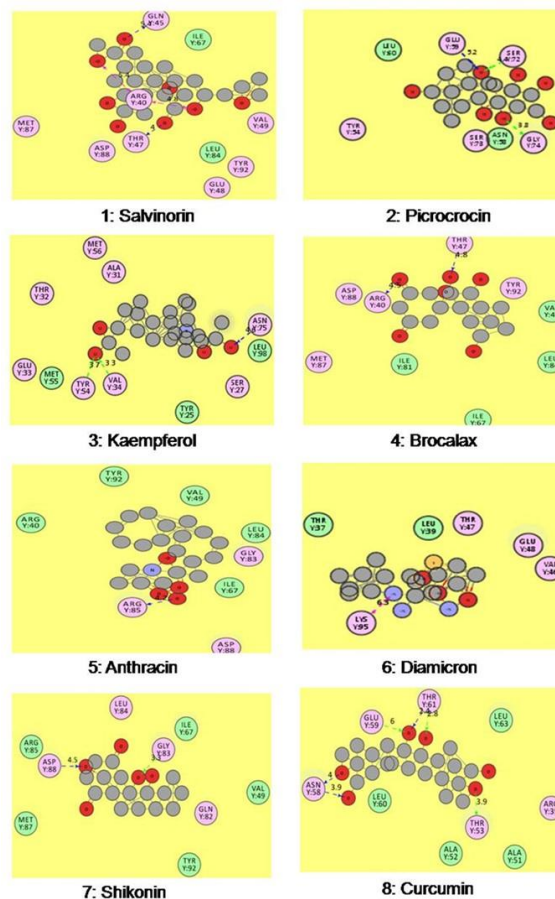 GLN
Y:45
ILE
Y:67
ARG
Y:40
MET
Y:87
VAL
Y:49
ASP
Y:88
THR
Y:47
LEU
Y:84
TYR
Y:92
GLU
Y:48
1: Salvinorin
LEU
Y:60
GLU
Y:59
5.2
SER
TYR
Y:54
3.8
SER
Y:78
ASN
Y:58
GLY
Y:74
2: Picrocrocin
MET
Y:56
ALA
Y:31
THR
Y:32
ASN
Y:75
LEU
Y:98
GLU
Y:33
MET
Y:55
3.7
3.3
TYR
Y:54
VAL
Y:34
SER
Y:27
TYR
Y:25
3: Kaempferol
THR
Y:47
4.8
ASP
Y:88
ARG
Y:40
TYR
Y:92
MET
Y:87
ILE
Y:81
ILE
Y:67
4: Brocalax
TYR
Y:92
ARG
Y:40
VAL
Y:49
LEU
Y:84
GLY
Y:83
ILE
Y:67
ARG
Y:85
ASP
Y:88
5: Anthracin
THR
Y:37
LEU
Y:39
THR
Y:47
GLU
Y:48
LYS
Y:95
6: Diamicron
LEU
Y:84
ILE
Y:67
ARG
Y:85
ASP
Y:88
4.5
GLY
Y:83
MET
Y:87
GLN
Y:82
VAL
Y:49
TYR
Y:92
7: Shikonin
THR
Y:61
GLU
Y:59
6
2.8
LEU
Y:63
ASN
Y:58
4
3.9
LEU
Y:60
3.9
THR
Y:53
ALA
Y:52
ALA
Y:51
8: Curcumin